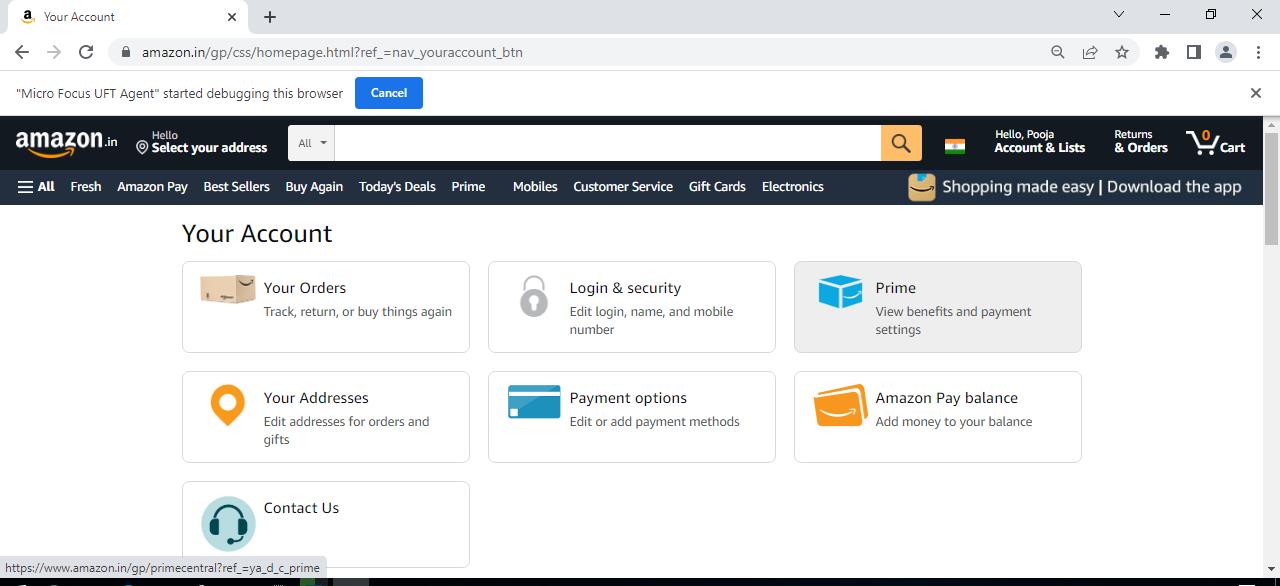 Your Account
amazon.in/gp/css/homepage.html?ref_=nav_youraccount_btn
"Micro Focus UFT Agent" started debugging this browser
Cancel
amazon.in
Hello
Select your address
All
Hello, Pooja
Account & Lists
Returns
& Orders
0
Cart
All Fresh Amazon Pay Best Sellers Buy Again Today's Deals Prime Mobiles Customer Service Gift Cards Electronics
Shopping made easy | Download the app
Your Account
Your Orders
Track, return, or buy things again
Login & security
Edit login, name, and mobile
number
Prime
View benefits and payment
settings
Your Addresses
Edit addresses for orders and
gifts
Payment options
Edit or add payment methods
Amazon Pay balance
Add money to your balance
Contact Us
https://www.amazon.in/gp/primecentral?ref_=ya_d_c_prime